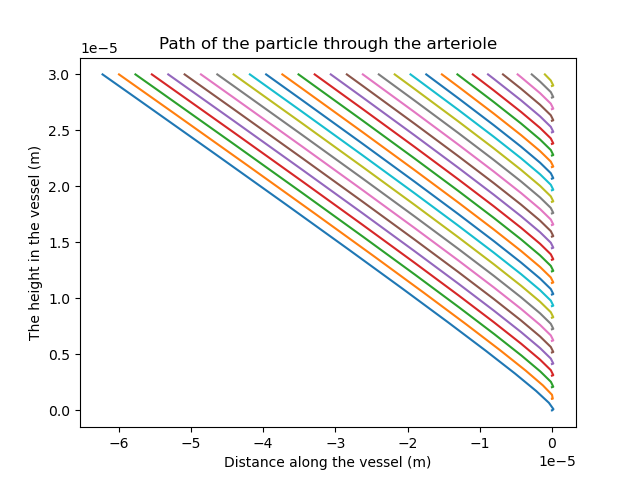 Path of the particle through the arteriole
1e−5
3.0
2.5
2.0
1.5
1.0
0.5
0.0
The height in the vessel (m)
−6 −5 −4 −3 −2 −1 0
1e−5
Distance along the vessel (m)